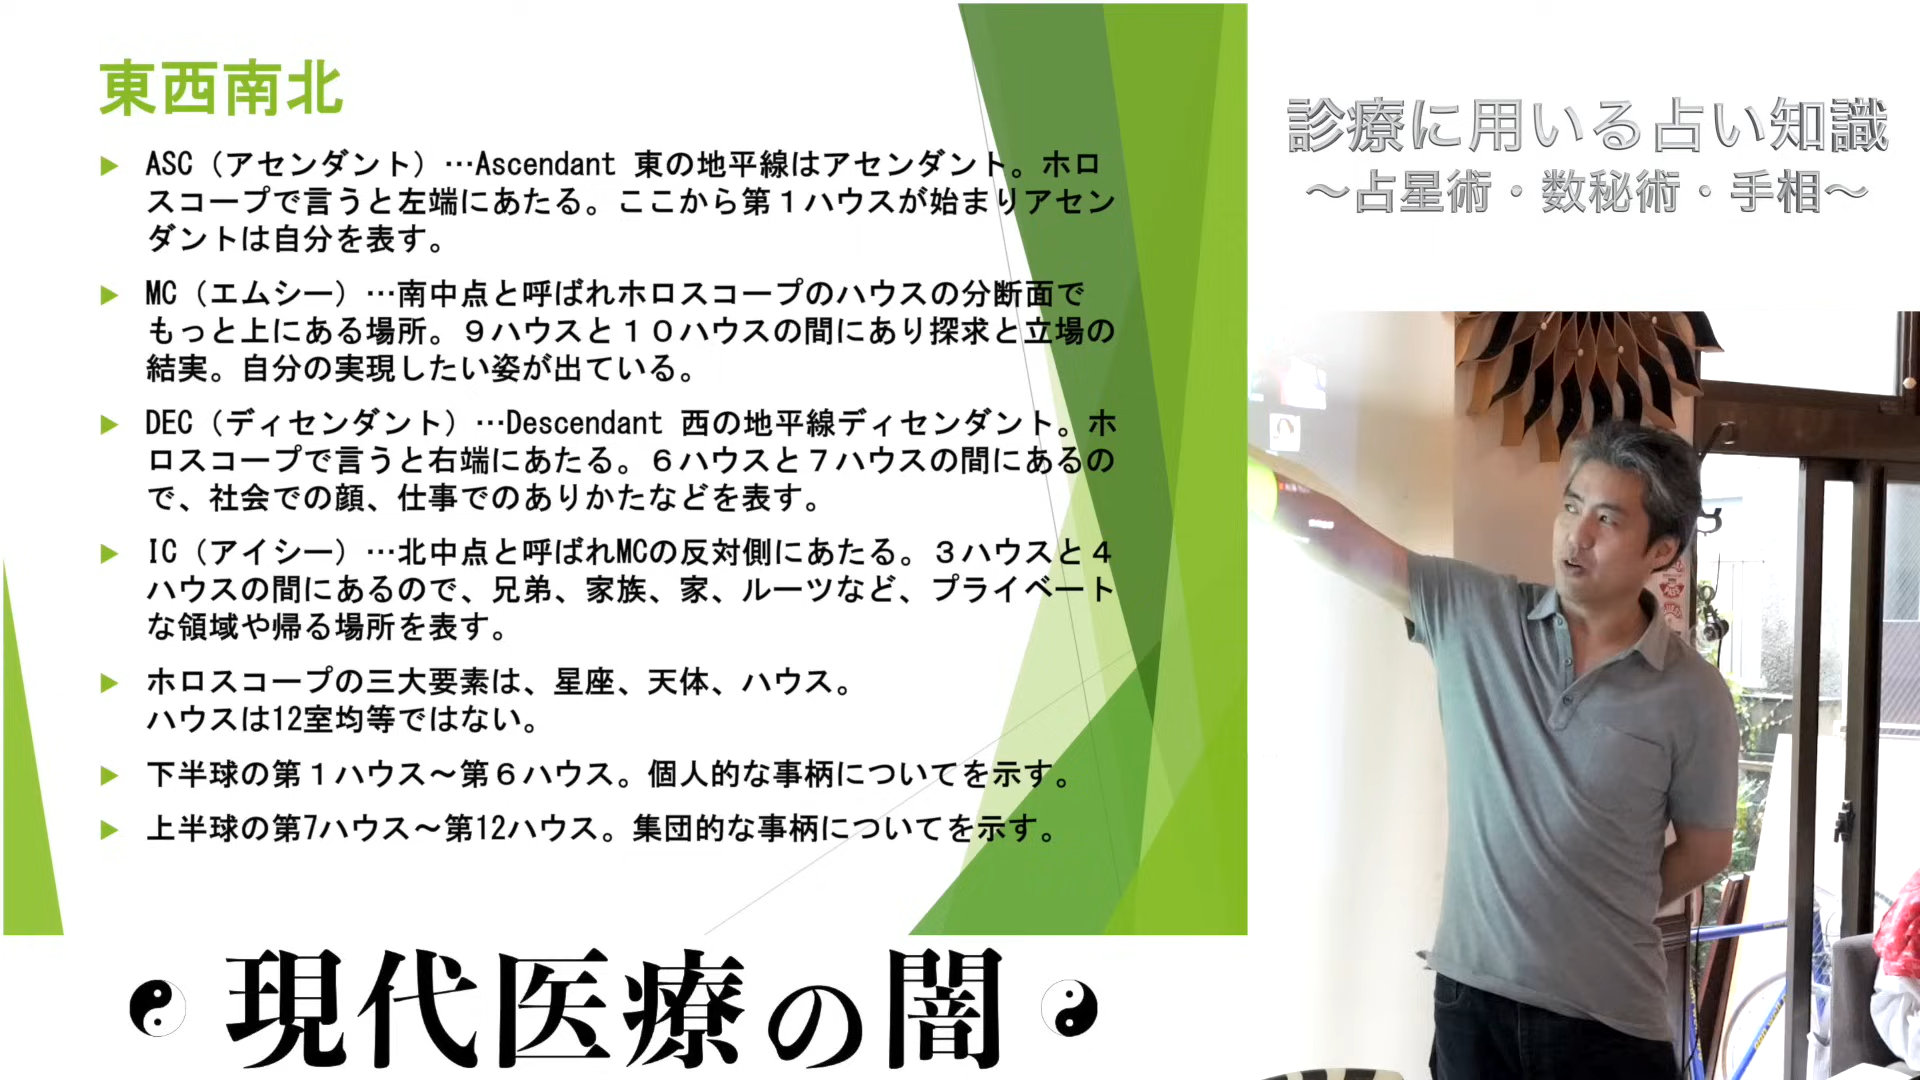 東西南北
ASC（アセンダント）…Ascendant 東の地平線はアセンダント。ホロ
スコープで言うと左端にあたる。ここから第１ハウスが始まりアセン
ダントは自分を表す。
MC（エムシー）…南中点と呼ばれホロスコープのハウスの分断面で
もっと上にある場所。９ハウスと１０ハウスの間にあり探求と立場の
結実。自分の実現したい姿が出ている。
DEC（ディセンダント）…Descendant 西の地平線ディセンダント。ホ
ロスコープで言うと右端にあたる。６ハウスと７ハウスの間にあるの
で、社会での顔、仕事でのありかたなどを表す。
IC（アイシー）…北中点と呼ばれMCの反対側にあたる。３ハウスと４
ハウスの間にあるので、兄弟、家族、家、ルーツなど、プライベート
な領域や帰る場所を表す。
ホロスコープの三大要素は、星座、天体、ハウス。
ハウスは12室均等ではない。
下半球の第１ハウス～第６ハウス。個人的な事柄についてを示す。
上半球の第7ハウス～第12ハウス。集団的な事柄についてを示す。
診療に用いる占い知識
～占星術・数秘術・手相～
現代医療の闇